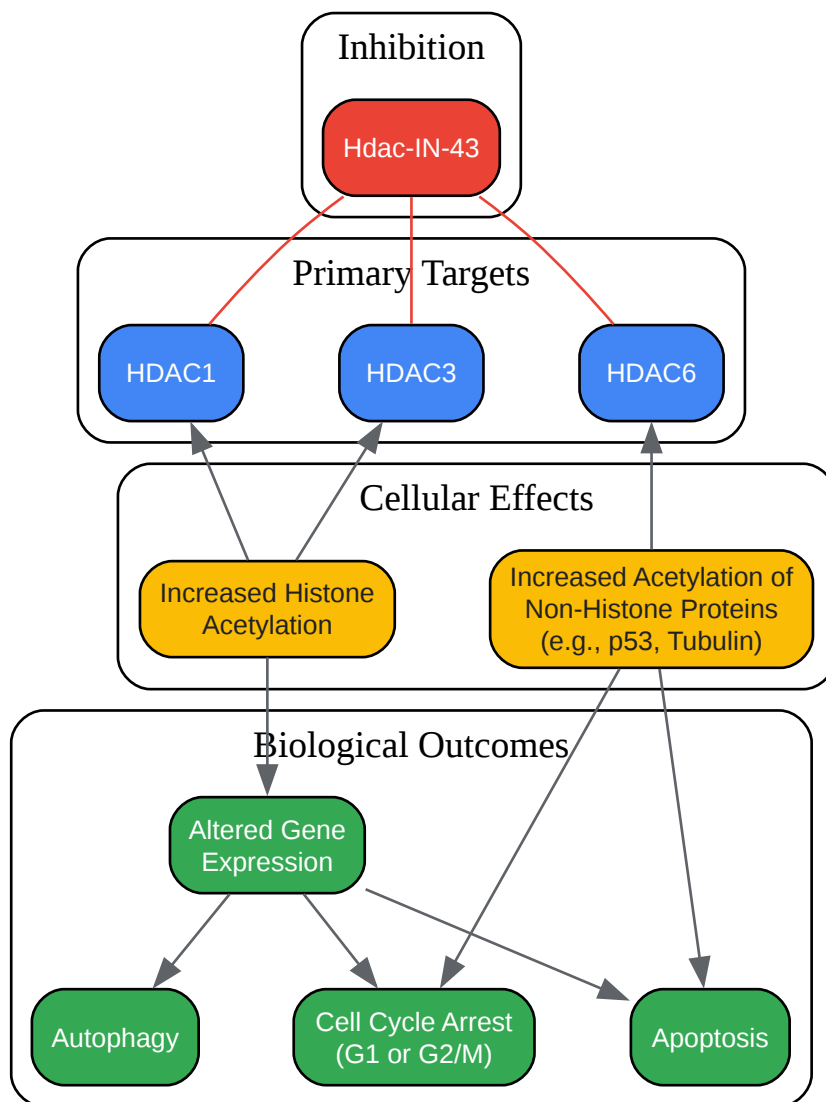 Inhibition
Hdac-IN-43
Primary Targets
HDAC1
HDAC3
HDAC6
Cellular Effects
Increased Histone
Acetylation
Increased Acetylation of
Non-Histone Proteins
(e.g., p53, Tubulin)
Biological Outcomes
Altered Gene
Expression
Autophagy
Cell Cycle Arrest
(G1 or G2/M)
Apoptosis